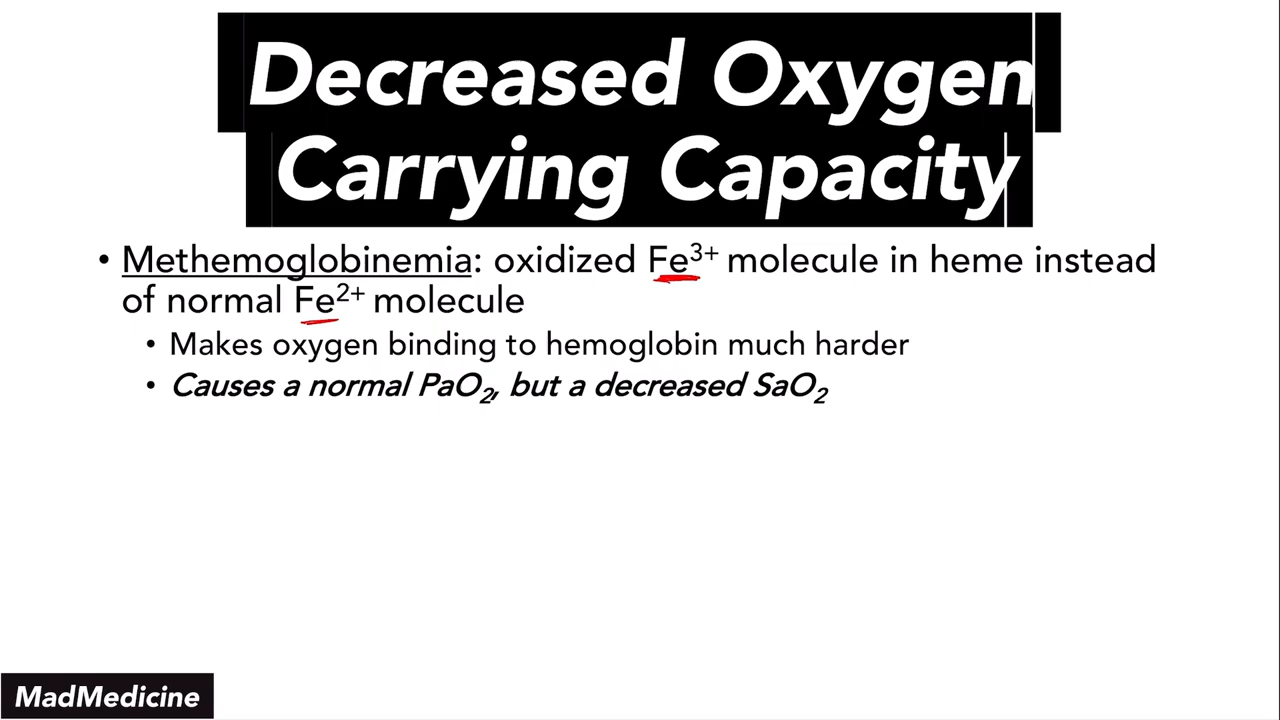 Decreased Oxygen
Carrying Capacity
• Methemoglobinemia: oxidized Fe³⁺ molecule in heme instead
of normal Fe²⁺ molecule
• Makes oxygen binding to hemoglobin much harder
• Causes a normal PaO₂, but a decreased SaO₂
MadMedicine